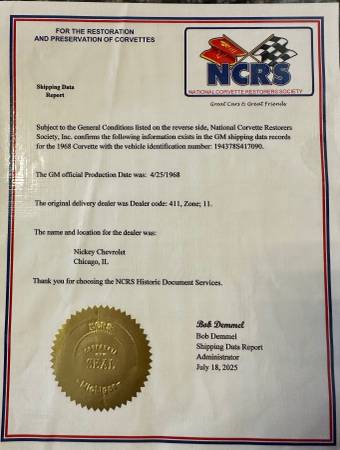 FOR THE RESTORATION
AND PRESERVATION OF CORVETTES
NCRS
NATIONAL CORVETTE RESTORERS SOCIETY
Great Cars & Great Friends
Shipping Data
Report
Subject to the General Conditions listed on the reverse side, National Corvette Restorers
Society, Inc. confirms the following information exists in the GM shipping data records
for the 1968 Corvette with the vehicle identification number: 194378S417090.
The GM official Production Date was: 4/25/1968
The original delivery dealer was Dealer code: 411, Zone; 11.
The name and location for the dealer was:
Nickey Chevrolet
Chicago, IL
Thank you for choosing the NCRS Historic Document Services.
Bob Demmel
Bob Demmel
Shipping Data Report
Administrator
July 18, 2025
NCRS
SEAL